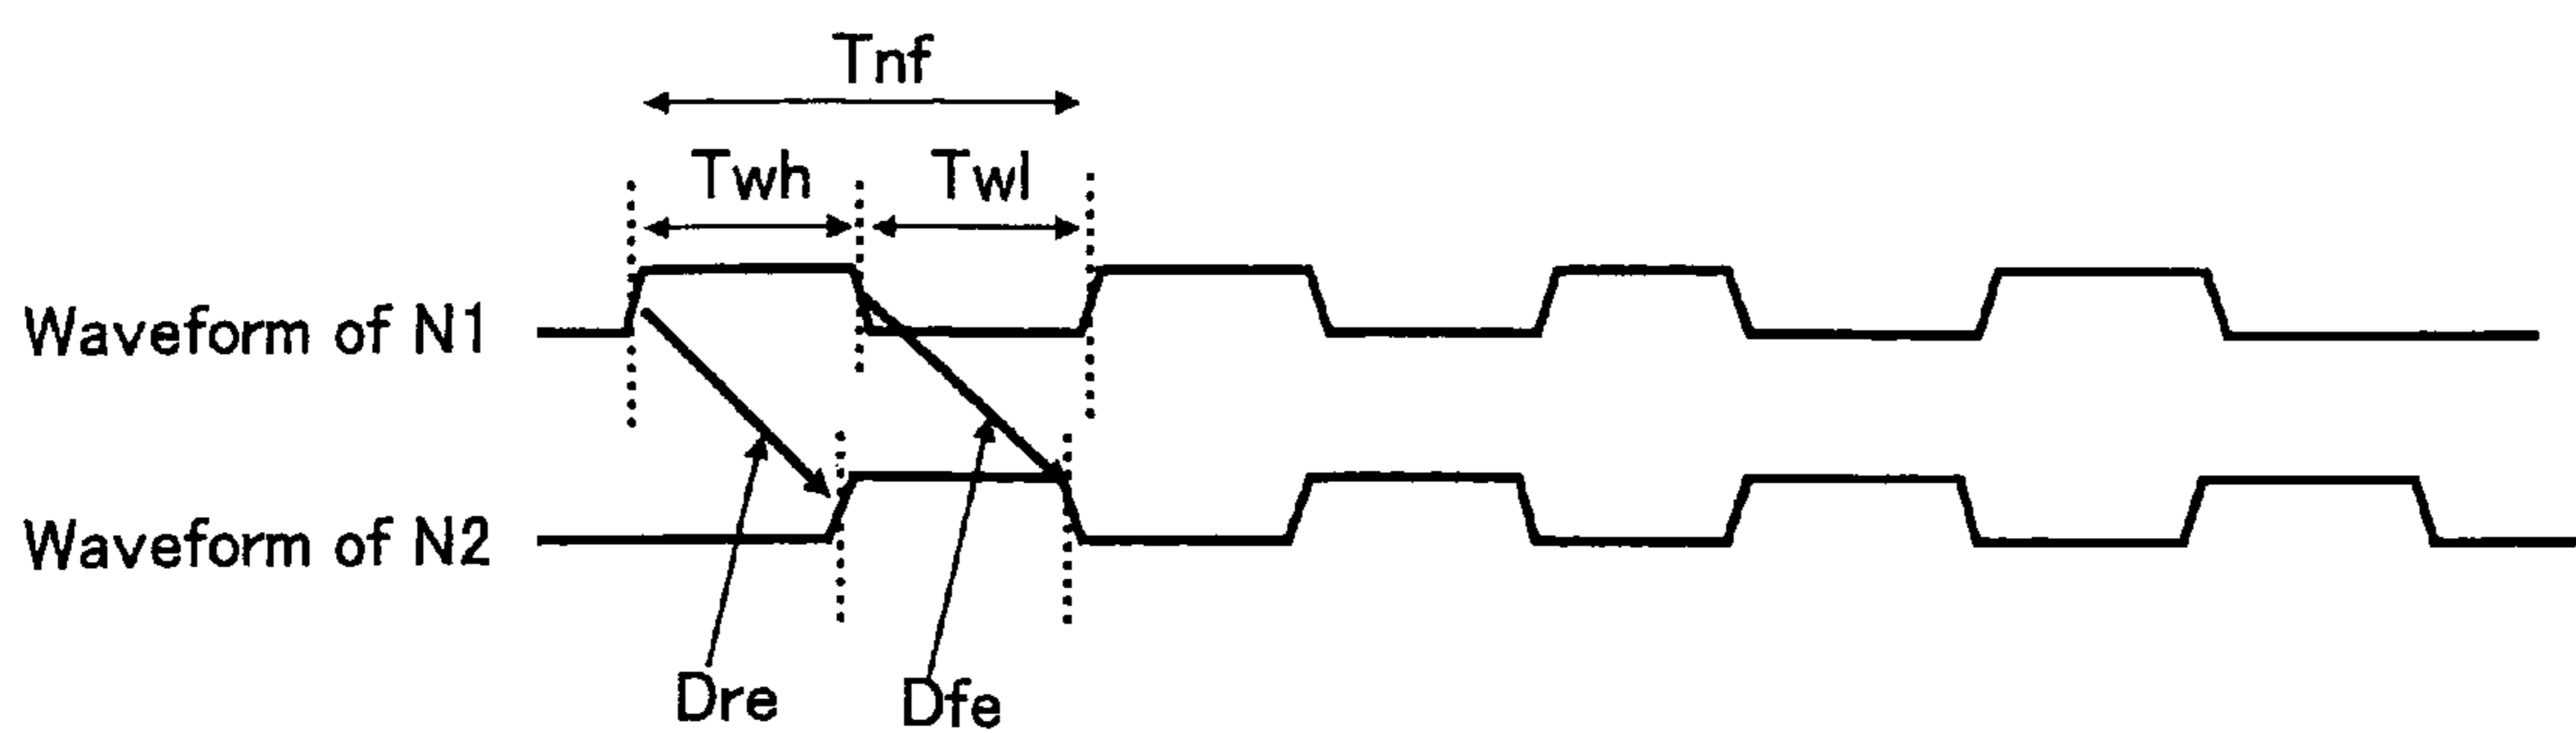 Tnf
Twh Twl
Waveform of N1
Waveform of N2
Dre Dfe